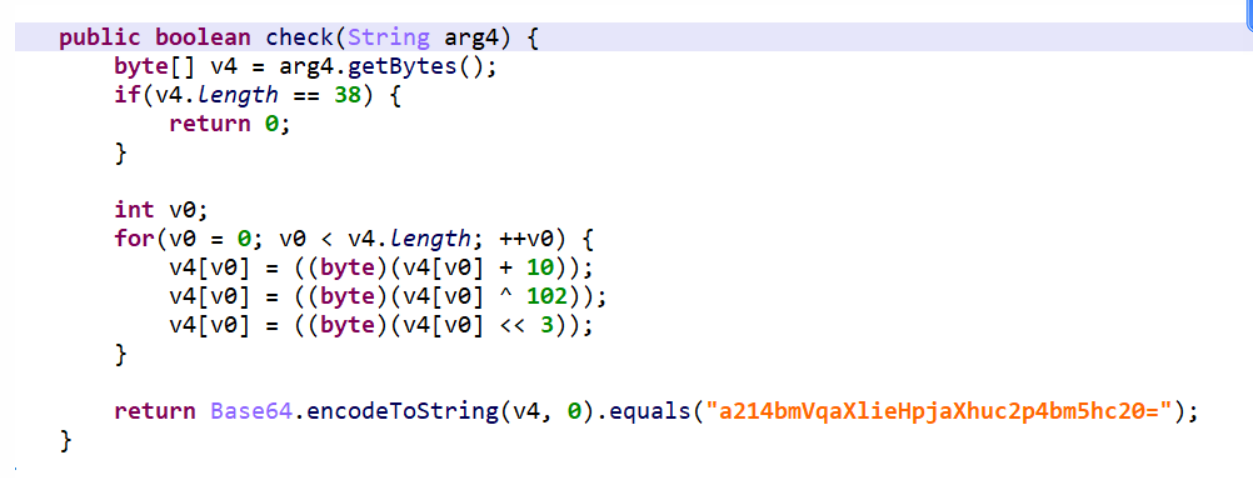 public boolean check(String arg4) {
byte[] v4 = arg4.getBytes();
if(v4.length == 38) {
return 0;
}
int v0;
for(v0 = 0; v0 < v4.length; ++v0) {
v4[v0] = ((byte)(v4[v0] + 10));
v4[v0] = ((byte)(v4[v0] ^ 102));
v4[v0] = ((byte)(v4[v0] << 3));
}
return Base64.encodeToString(v4, 0).equals("a214bmVqaXlieHpjaXhuc2p4bm5hc20=");
}